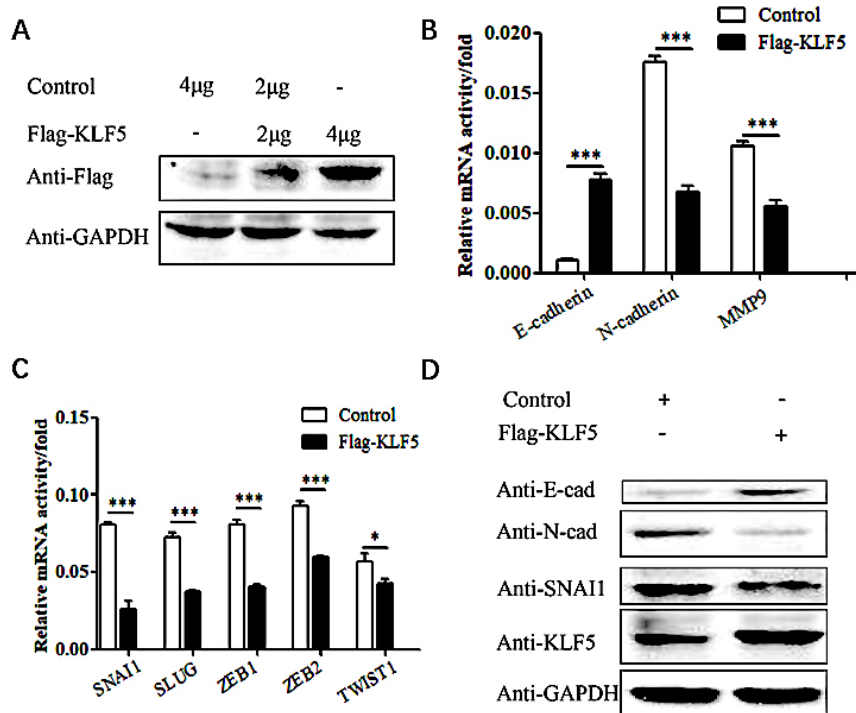 A
Control 4μg 2μg -
Flag-KLF5 - 2μg 4μg
Anti-Flag
Anti-GAPDH
B
Control
Flag-KLF5
Relative mRNA activity/fold
0.020
0.015
0.010
0.005
0.000
***
***
***
E-cadherin
N-cadherin
MMP9
C
Control
Flag-KLF5
Relative mRNA activity/fold
0.15
0.10
0.05
0.00
***
***
***
***
*
SNAI1
SLUG
ZEB1
ZEB2
TWIST1
D
Control + -
Flag-KLF5 - +
Anti-E-cad
Anti-N-cad
Anti-SNAI1
Anti-KLF5
Anti-GAPDH